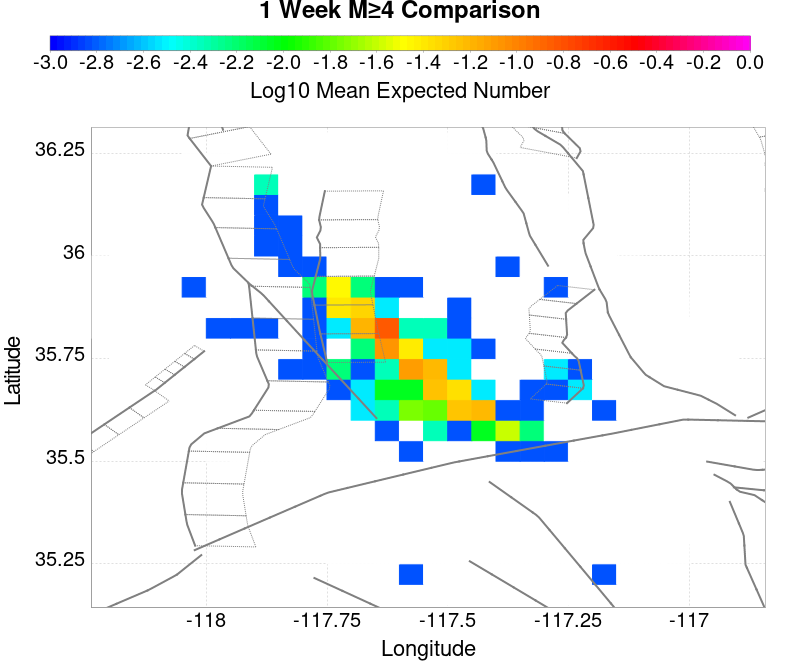 1 Week M≥4 Comparison
-3.0 -2.8 -2.6 -2.4 -2.2 -2.0 -1.8 -1.6 -1.4 -1.2 -1.0 -0.8 -0.6 -0.4 -0.2 0.0
Log10 Mean Expected Number
36.25
36
35.75
35.5
35.25
Latitude
-118 -117.75 -117.5 -117.25 -117
Longitude